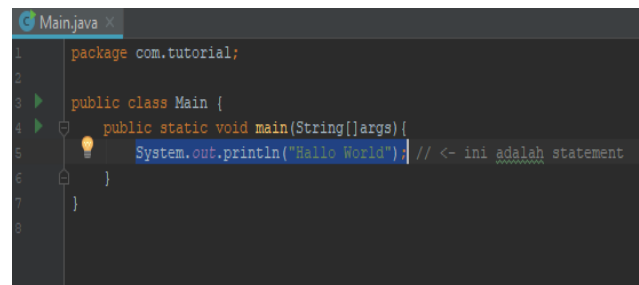 Main.java
1 package com.tutorial;
2
3 public class Main {
4 public static void main(String[]args){
5 System.out.println("Hallo World"); // <- ini adalah statement
6 }
7 }
8